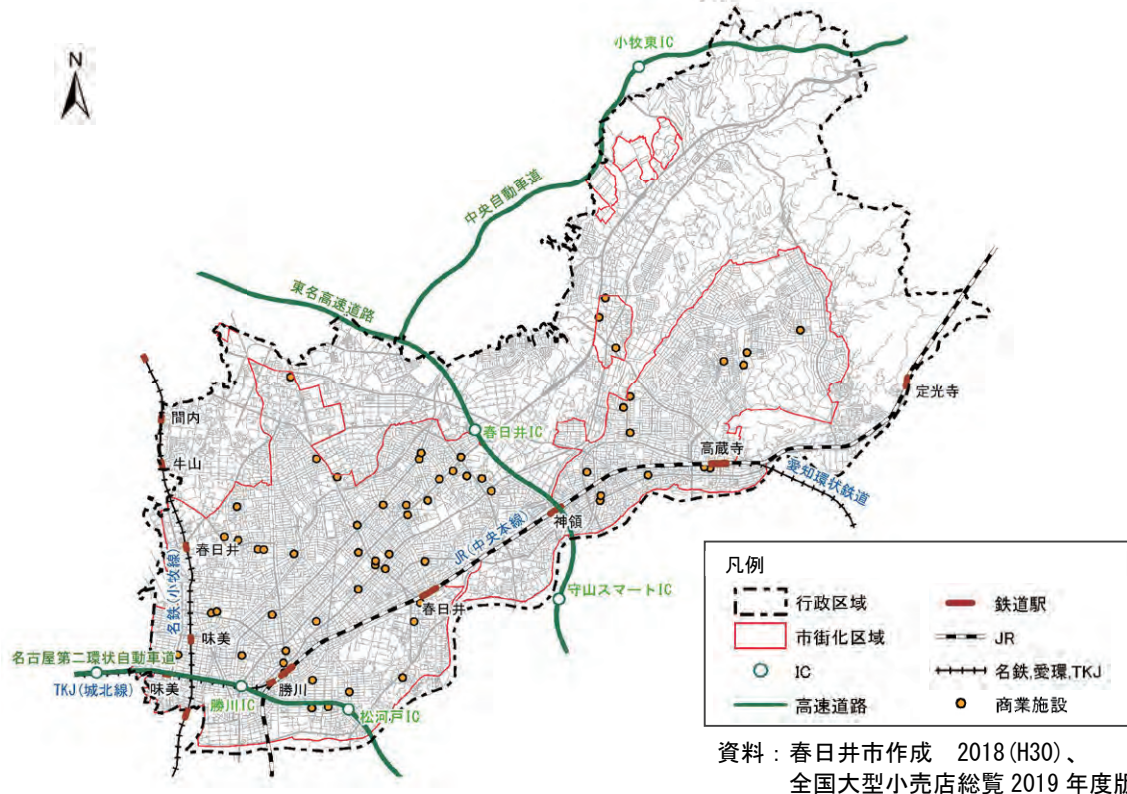 N
小牧東IC
中央自動車道
東名高速道路
春日井IC
間内
牛山
春日井
名鉄(小牧線)
味美
名古屋第二環状自動車道
TKJ(城北線)
味美
勝川IC
勝川
松河戸IC
春日井
JR(中央本線)
神領
守山スマートIC
高蔵寺
愛知環状鉄道
定光寺
凡例
行政区域
鉄道駅
市街化区域
JR
IC
名鉄,愛環,TKJ
高速道路
商業施設
資料：春日井市作成 2018(H30)、
全国大型小売店総覧 2019 年度版